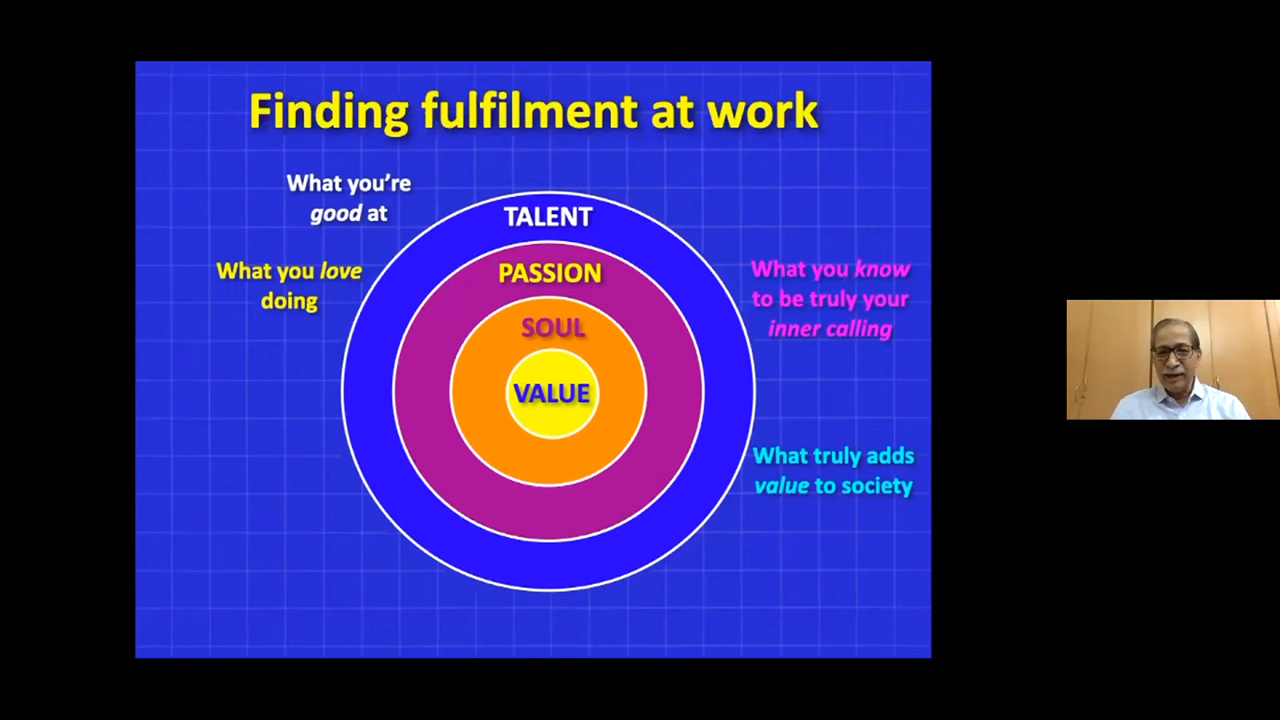 Finding fulfilment at work
What you're
good at
TALENT
What you love
doing
PASSION
What you know
to be truly your
inner calling
SOUL
VALUE
What truly adds
value to society